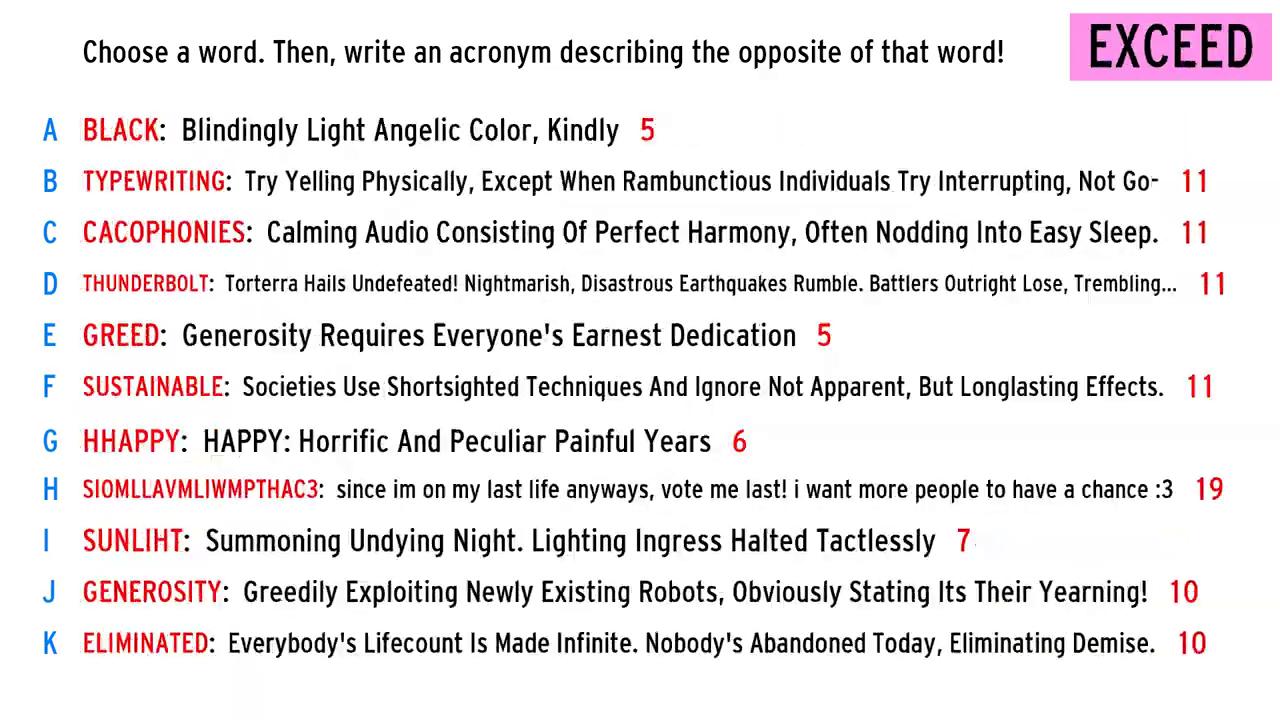 Choose a word. Then, write an acronym describing the opposite of that word! EXCEED
A BLACK: Blindingly Light Angelic Color, Kindly 5
B TYPEWRITING: Try Yelling Physically, Except When Rambunctious Individuals Try Interrupting, Not Go- 11
C CACOPHONIES: Calming Audio Consisting Of Perfect Harmony, Often Nodding Into Easy Sleep. 11
D THUNDERBOLT: Torterra Hails Undefeated! Nightmarish, Disastrous Earthquakes Rumble. Battlers Outright Lose, Trembling... 11
E GREED: Generosity Requires Everyone's Earnest Dedication 5
F SUSTAINABLE: Societies Use Shortsighted Techniques And Ignore Not Apparent, But Longlasting Effects. 11
G HHAPPY: HAPPY: Horrific And Peculiar Painful Years 6
H SIOMLLAVMLIWMPTHAC3: since im on my last life anyways, vote me last! i want more people to have a chance :3 19
I SUNLIHT: Summoning Undying Night. Lighting Ingress Halted Tactlessly 7
J GENEROSITY: Greedily Exploiting Newly Existing Robots, Obviously Stating Its Their Yearning! 10
K ELIMINATED: Everybody's Lifecount Is Made Infinite. Nobody's Abandoned Today, Eliminating Demise. 10